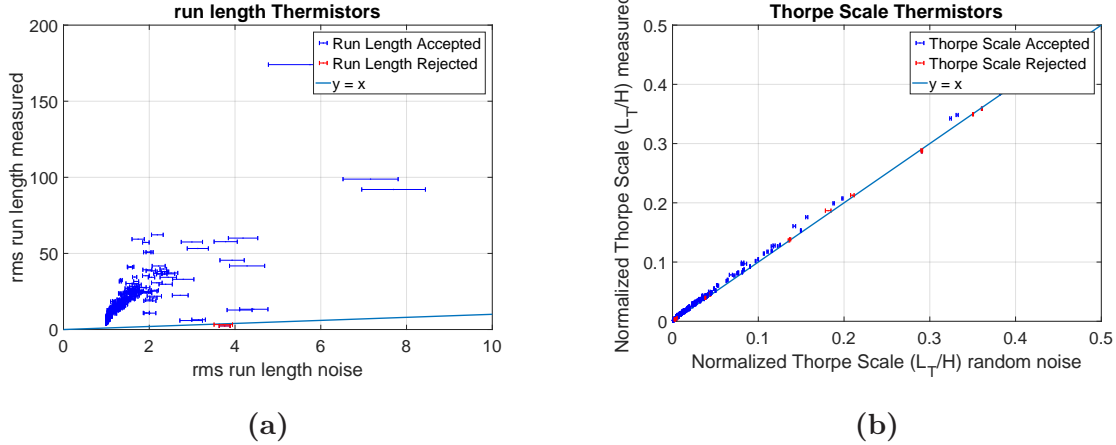 run length Thermistors
200
150
100
50
0
rms run length measured
0 2 4 6 8 10
rms run length noise
Run Length Accepted
Run Length Rejected
y = x
(a)
Thorpe Scale Thermistors
0.5
0.4
0.3
0.2
0.1
0
Normalized Thorpe Scale (L_T/H) measured
0 0.1 0.2 0.3 0.4 0.5
Normalized Thorpe Scale (L_T/H) random noise
Thorpe Scale Accepted
Thorpe Scale Rejected
y = x
(b)